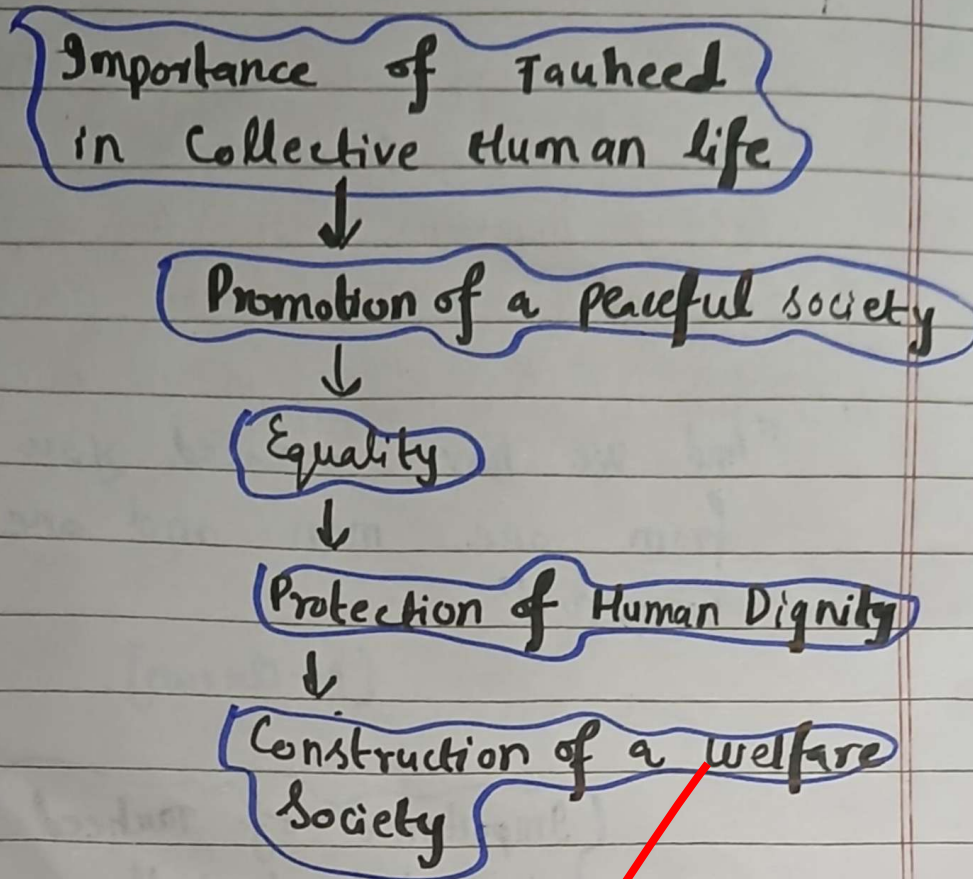 Importance of Tauheed
in Collective Human life
Promotion of a peaceful society
Equality
Protection of Human Dignity
Construction of a welfare
Society